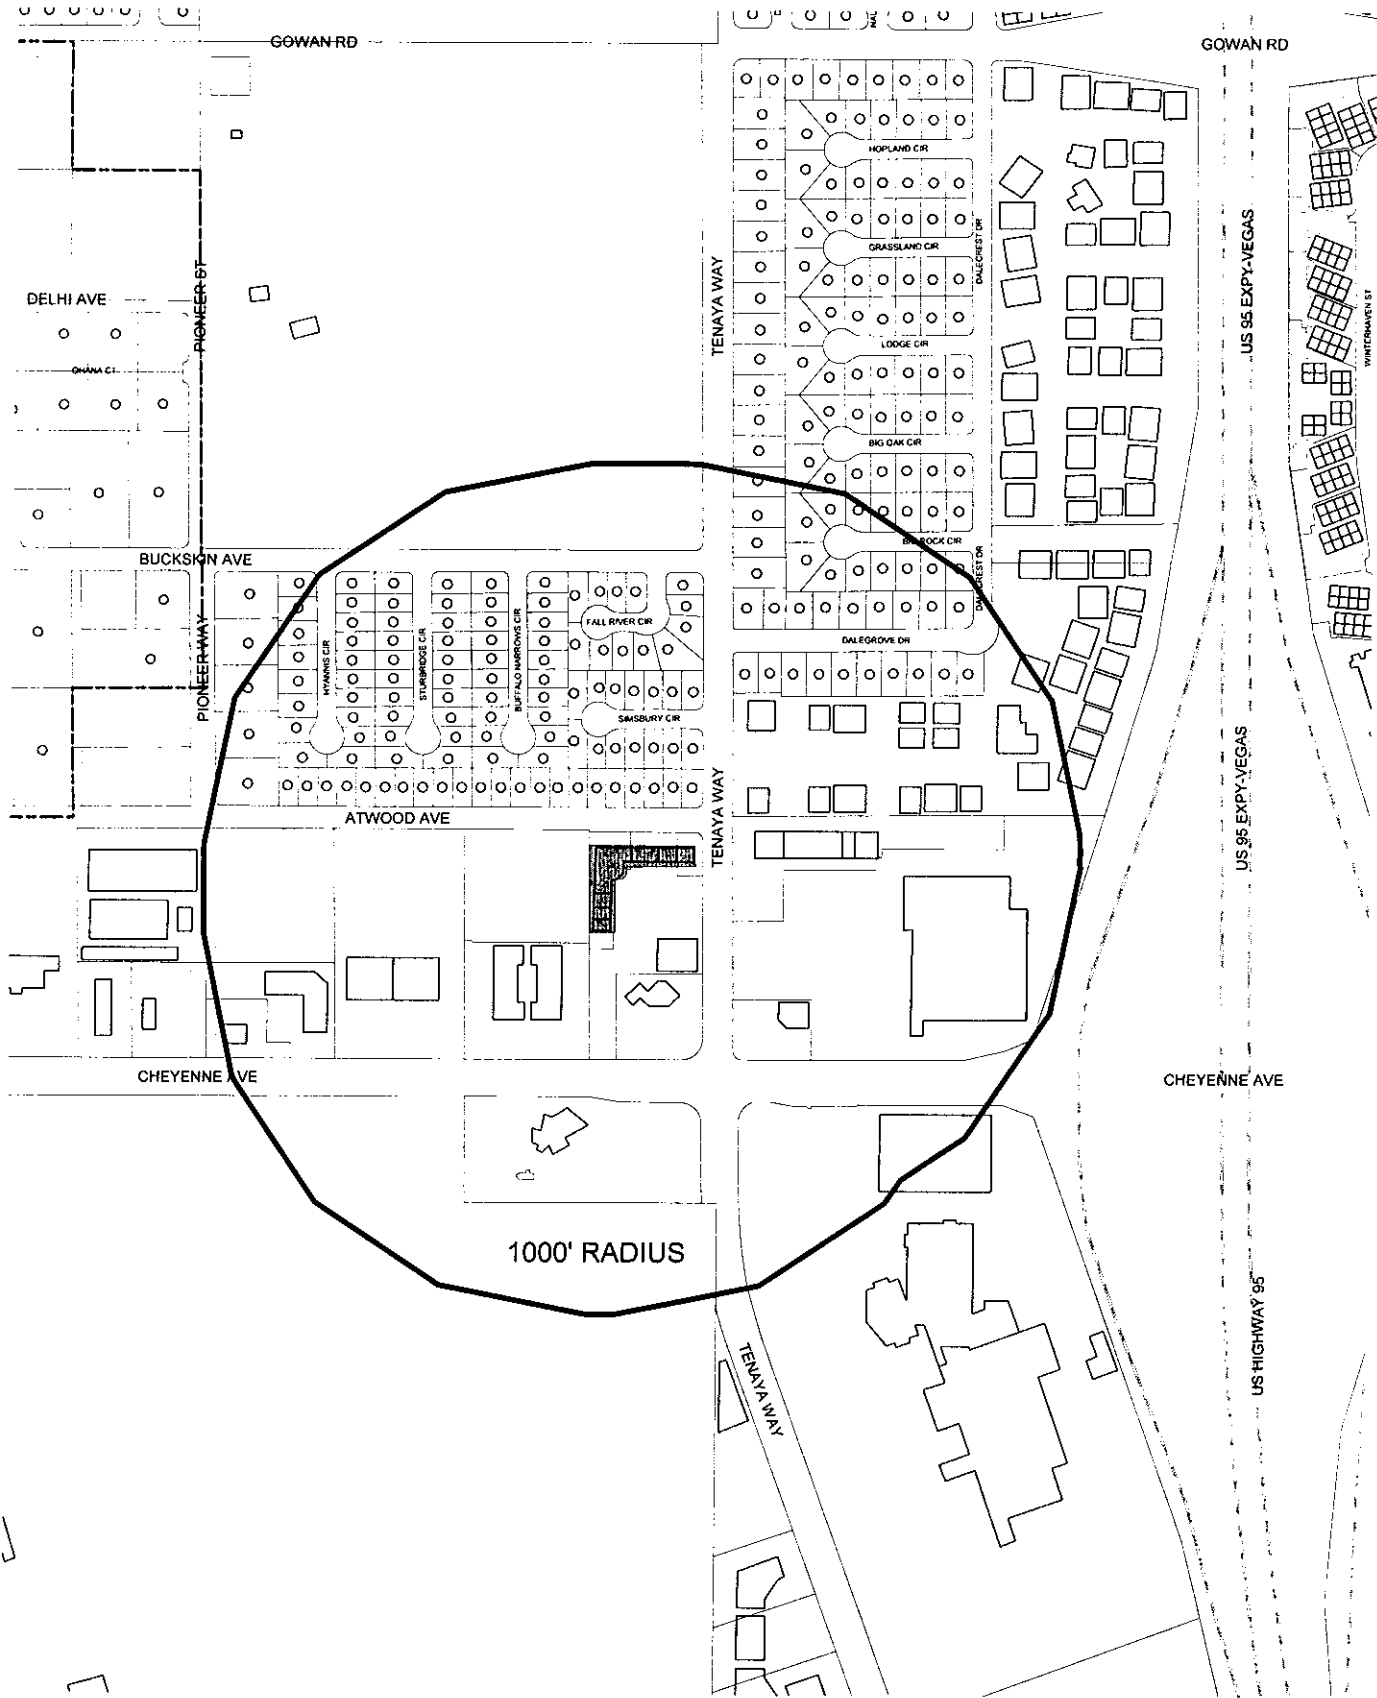 GOWAN RD
GOWAN RD
HOPLAND CIR
GRASSLAND CIR
DALECREST DR
US 95 EXPY-VEGAS
DELHI AVE
PIONEER ST
TENAYA WAY
WINTERHAVEN ST
LODGE CIR
OHANA CT
BIG OAK CIR
BIG ROCK CIR
BUCKSKIN AVE
DALECREST DR
FALL RIVER CIR
DALEGROVE DR
HYANNIS CIR
STURBRIDGE CIR
BUFFALO NARROWS CIR
PIONEER WAY
SIMSBURY CIR
TENAYA WAY
US 95 EXPY-VEGAS
ATWOOD AVE
CHEYENNE AVE
CHEYENNE AVE
1000' RADIUS
US HIGHWAY 95
TENAYA WAY